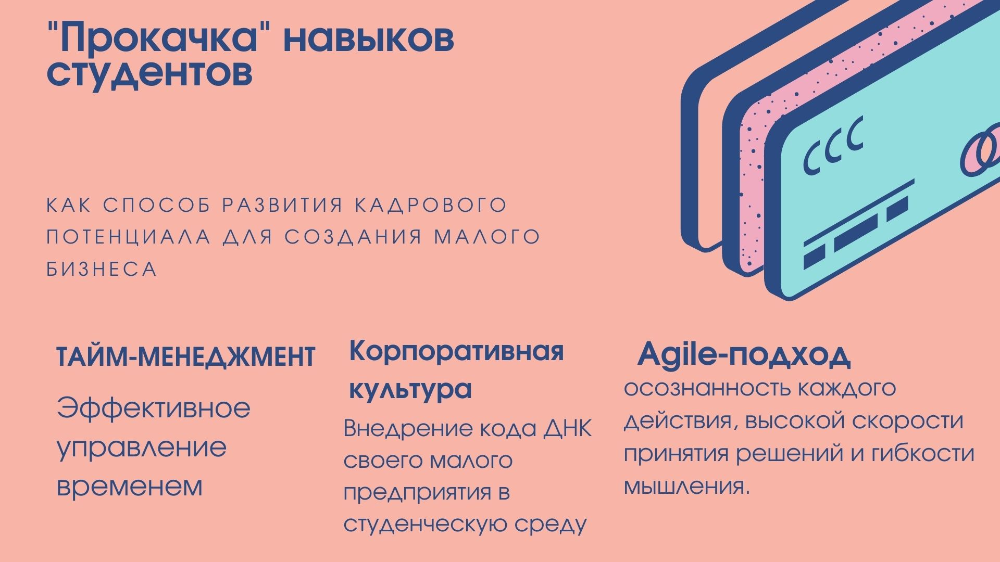 "Прокачка" навыков
студентов
КАК СПОСОБ РАЗВИТИЯ КАДРОВОГО
ПОТЕНЦИАЛА ДЛЯ СОЗДАНИЯ МАЛОГО
БИЗНЕСА
ТАЙМ-МЕНЕДЖМЕНТ
Эффективное
управление
временем
Корпоративная
культура
Внедрение кода ДНК
своего малого
предприятия в
студенческую среду
Agile-подход
осознанность каждого
действия, высокой скорости
принятия решений и гибкости
мышления.